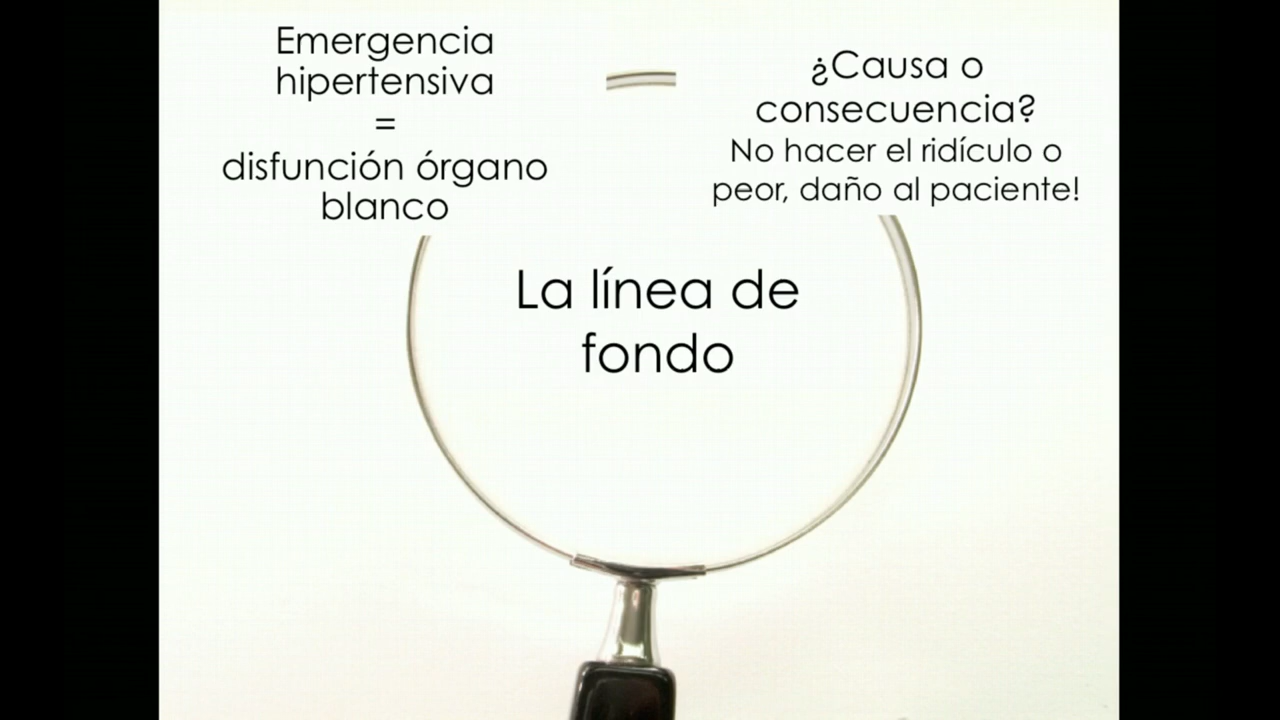 Emergencia
hipertensiva
=
disfunción órgano
blanco
¿Causa o
consecuencia?
No hacer el ridículo o
peor, daño al paciente!
La línea de
fondo